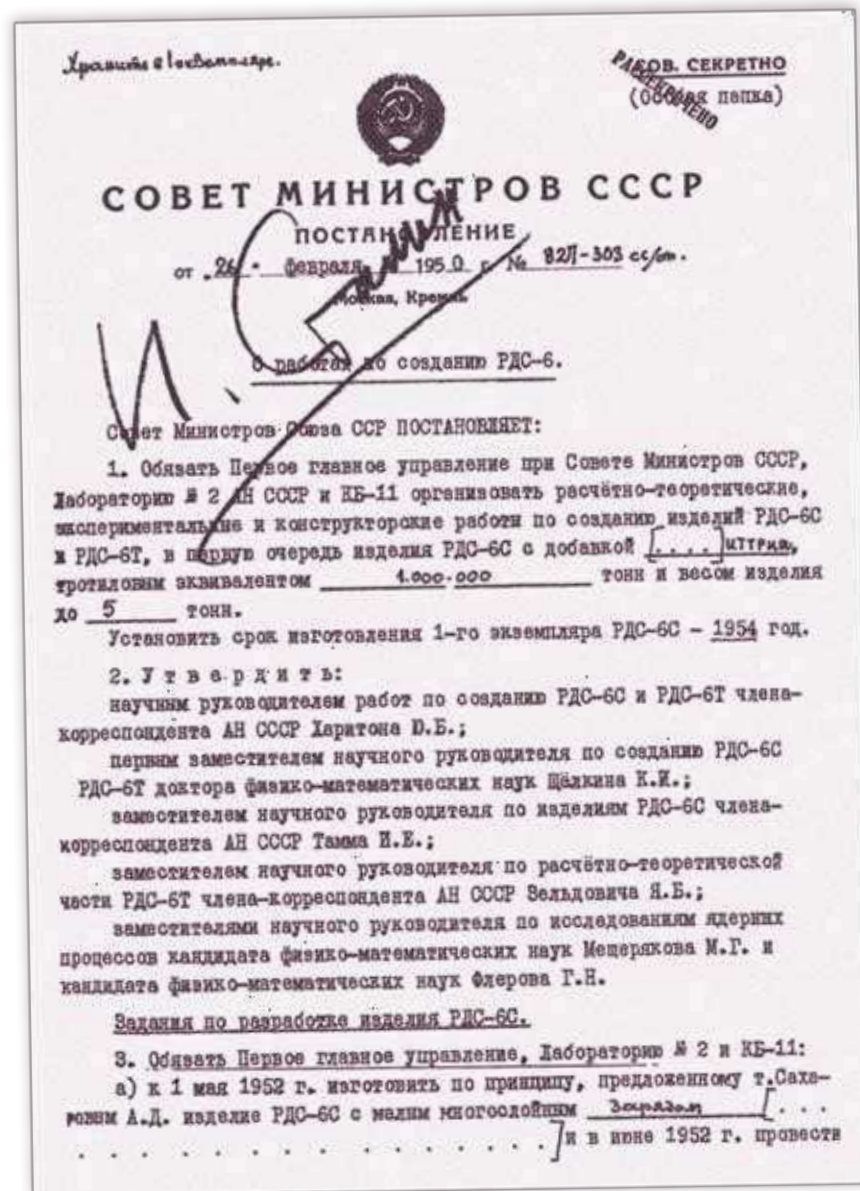 Хранить в 1 экземпляре.
СОВ. СЕКРЕТНО
(Особая папка)
РАССЕКРЕЧЕНО
СОВЕТ МИНИСТРОВ СССР
ПОСТАНОВЛЕНИЕ
от "26" февраля 1950 г. № 827-303 сс/оп.
Москва, Кремль
О работах по созданию РДС-6.
Совет Министров Союза ССР ПОСТАНОВЛЯЕТ:
1. Обязать Первое главное управление при Совете Министров СССР,
Лабораторию № 2 АН СССР и КБ-11 организовать расчётно-теоретические,
экспериментальные и конструкторские работы по созданию изделий РДС-6С
и РДС-6Т, в первую очередь изделия РДС-6С с добавкой [....] иттрия,
тротиловым эквивалентом 1.000.000 тонн и весом изделия
до 5 тонн.
Установить срок изготовления 1-го экземпляра РДС-6С - 1954 год.
2. Утвердить:
научным руководителем работ по созданию РДС-6С и РДС-6Т члена-
корреспондента АН СССР Харитона Ю.Б.;
первым заместителем научного руководителя по созданию РДС-6С
РДС-6Т доктора физико-математических наук Щёлкина К.И.;
заместителем научного руководителя по изделиям РДС-6С члена-
корреспондента АН СССР Тамма И.Е.;
заместителем научного руководителя по расчётно-теоретической
части РДС-6Т члена-корреспондента АН СССР Зельдовича Я.Б.;
заместителями научного руководителя по исследованиям ядерных
процессов кандидата физико-математических наук Мещерякова М.Г. и
кандидата физико-математических наук Флерова Г.Н.
Задания по разработке изделия РДС-6С.
3. Обязать Первое главное управление, Лабораторию № 2 и КБ-11:
а) к 1 мая 1952 г. изготовить по принципу, предложенному т.Саха-
ровым А.Д. изделие РДС-6С с малым многослойным зарядом [...
. . . . . . . . . . . . . . . . .] и в июне 1952 г. провести